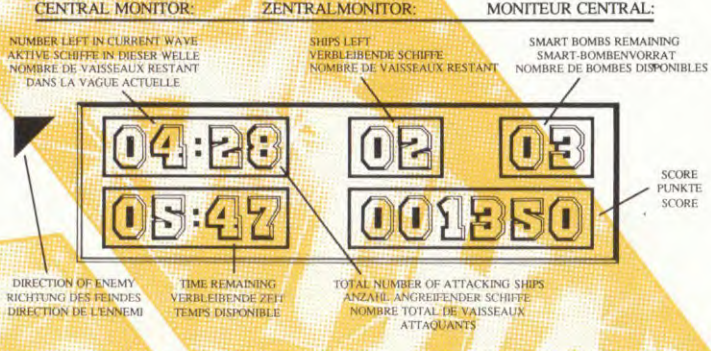 CENTRAL MONITOR: ZENTRALMONITOR: MONITEUR CENTRAL:
NUMBER LEFT IN CURRENT WAVE
AKTIVE SCHIFFE IN DIESER WELLE
NOMBRE DE VAISSEAUX RESTANT
DANS LA VAGUE ACTUELLE
SHIPS LEFT
VERBLEIBENDE SCHIFFE
NOMBRE DE VAISSEAUX RESTANT
SMART BOMBS REMAINING
SMART-BOMBENVORRAT
NOMBRE DE BOMBES DISPONIBLES
04:28 02 03
05:47 001350
SCORE
PUNKTE
SCORE
DIRECTION OF ENEMY
RICHTUNG DES FEINDES
DIRECTION DE L'ENNEMI
TIME REMAINING
VERBLEIBENDE ZEIT
TEMPS DISPONIBLE
TOTAL NUMBER OF ATTACKING SHIPS
ANZAHL ANGREIFENDER SCHIFFE
NOMBRE TOTAL DE VAISSEAUX
ATTAQUANTS